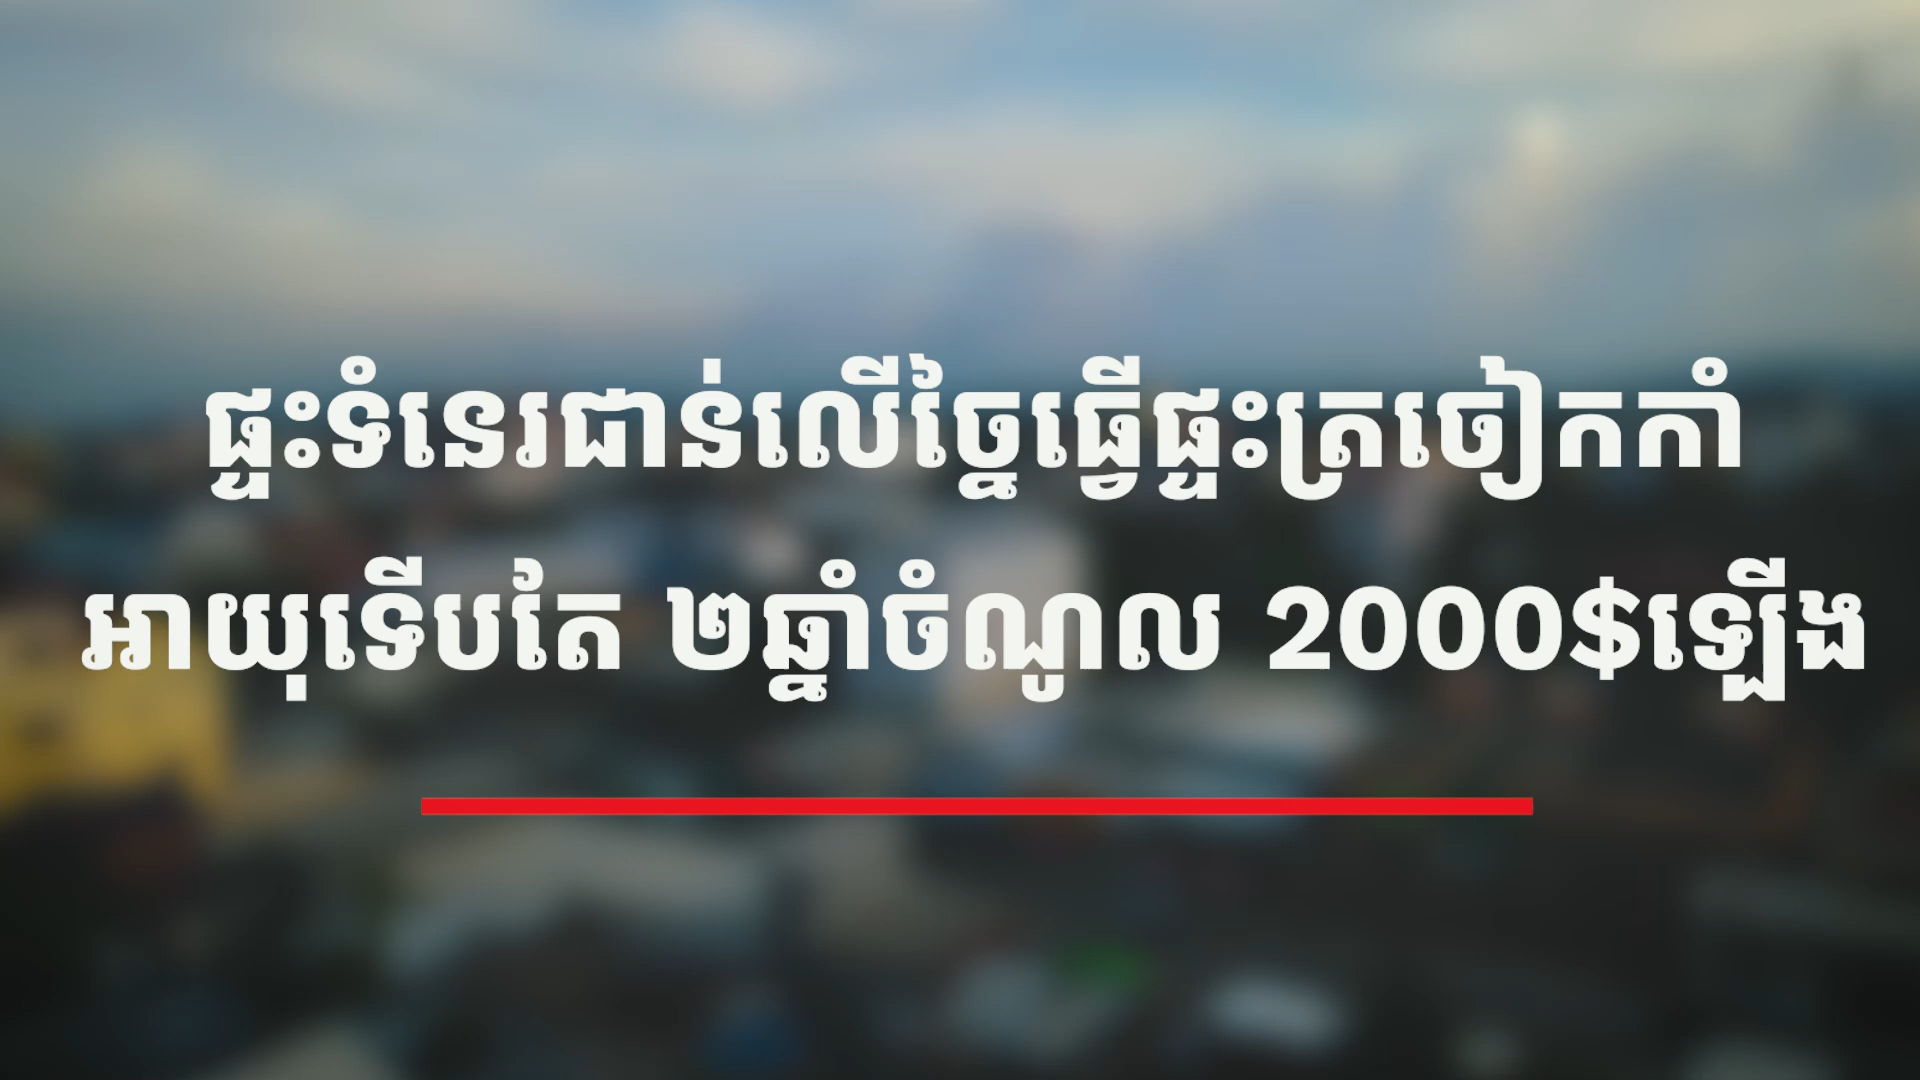 ផ្ទះទំនេរជាន់លើច្នៃធ្វើផ្ទះត្រចៀកកាំ
អាយុទើបតែ ២ឆ្នាំចំណូល 2000$ឡើង